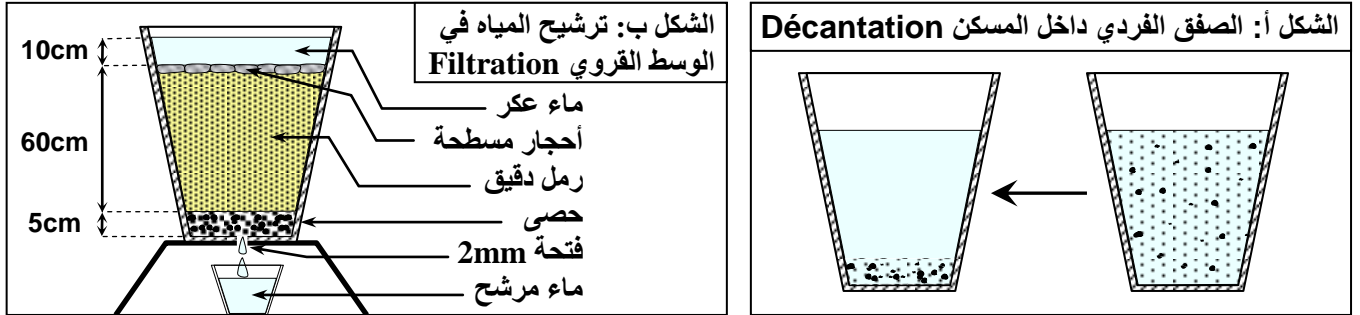 الشكل أ: الصفق الفردي داخل المسكن Décantation
الشكل ب: ترشيح المياه في
الوسط القروي Filtration
ماء عكر
أحجار مسطحة
رمل دقيق
حصى
فتحة 2mm
ماء مرشح
10cm
60cm
5cm